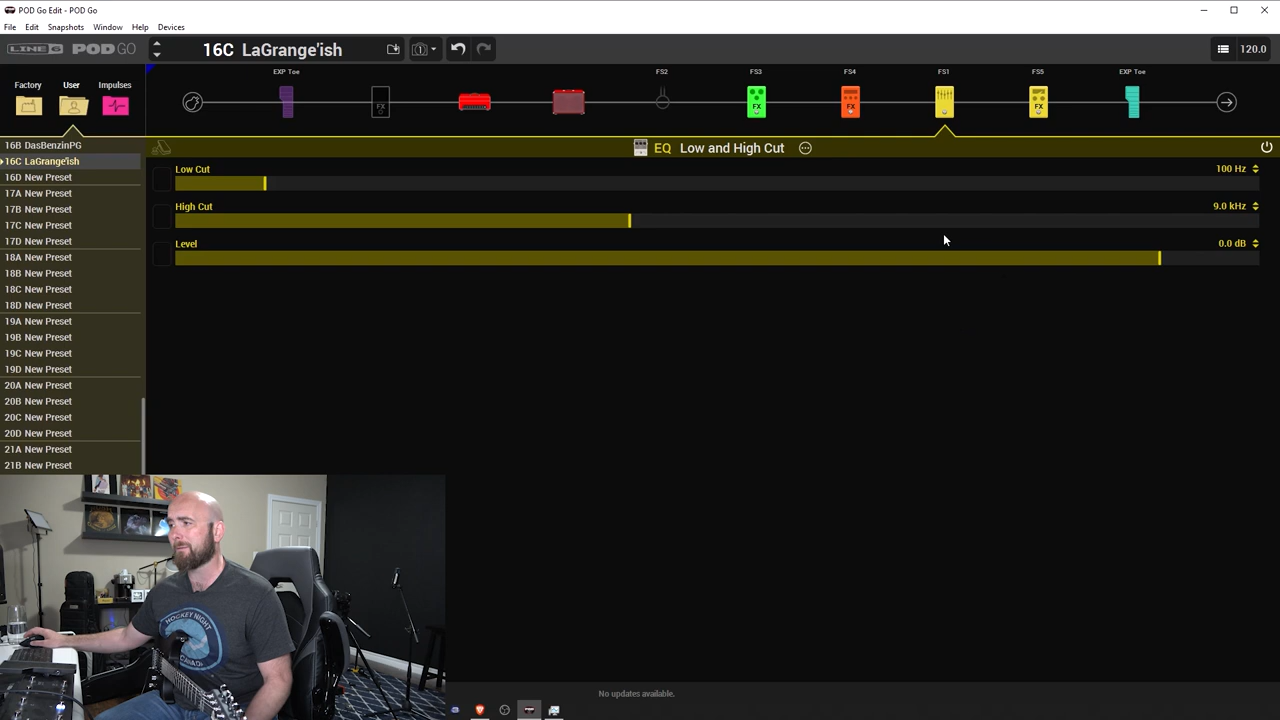 POD Go Edit - POD Go
File Edit Snapshots Window Help Devices
LINE 6 POD GO
16C LaGrange'ish
120.0
Factory User Impulses
EXP Toe FS2 FS3 FS4 FS1 FS5 EXP Toe
FX FX FX
16B DasBenzinPG
16C LaGrange'ish
16D New Preset
17A New Preset
17B New Preset
17C New Preset
17D New Preset
18A New Preset
18B New Preset
18C New Preset
18D New Preset
19A New Preset
19B New Preset
19C New Preset
19D New Preset
20A New Preset
20B New Preset
20C New Preset
20D New Preset
21A New Preset
21B New Preset
EQ Low and High Cut
Low Cut 100 Hz
High Cut 9.0 kHz
Level 0.0 dB
HOCKEY NIGHT
CANADA
No updates available.